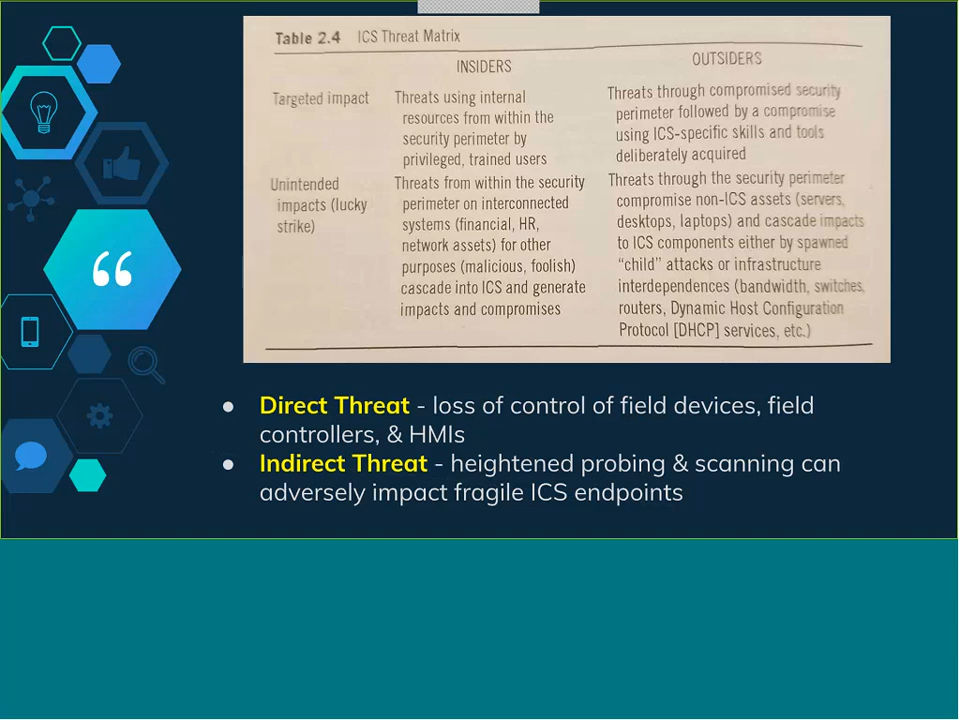 Table 2.4 ICS Threat Matrix
INSIDERS
OUTSIDERS
Targeted impact
Threats using internal
resources from within the
security perimeter by
privileged, trained users
Threats through compromised security
perimeter followed by a compromise
using ICS-specific skills and tools
deliberately acquired
Unintended
impacts (lucky
strike)
Threats from within the security
perimeter on interconnected
systems (financial, HR,
network assets) for other
purposes (malicious, foolish)
cascade into ICS and generate
impacts and compromises
Threats through the security perimeter
compromise non-ICS assets (servers,
desktops, laptops) and cascade impacts
to ICS components either by spawned
“child” attacks or infrastructure
interdependences (bandwidth, switches,
routers, Dynamic Host Configuration
Protocol [DHCP] services, etc.)
● Direct Threat - loss of control of field devices, field
controllers, & HMIs
● Indirect Threat - heightened probing & scanning can
adversely impact fragile ICS endpoints